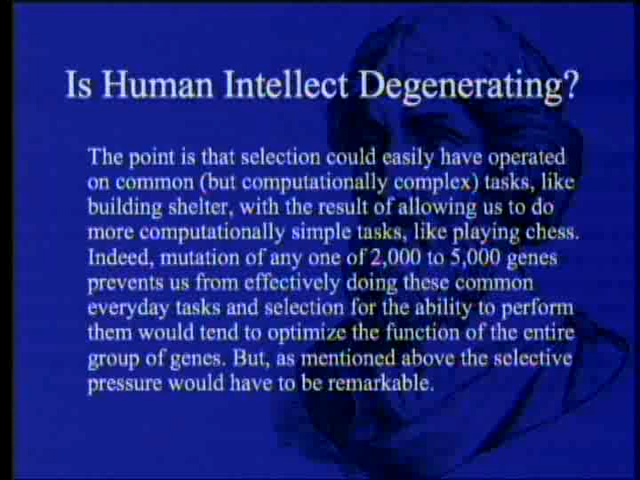 Is Human Intellect Degenerating?
The point is that selection could easily have operated
on common (but computationally complex) tasks, like
building shelter, with the result of allowing us to do
more computationally simple tasks, like playing chess.
Indeed, mutation of any one of 2,000 to 5,000 genes
prevents us from effectively doing these common
everyday tasks and selection for the ability to perform
them would tend to optimize the function of the entire
group of genes. But, as mentioned above the selective
pressure would have to be remarkable.